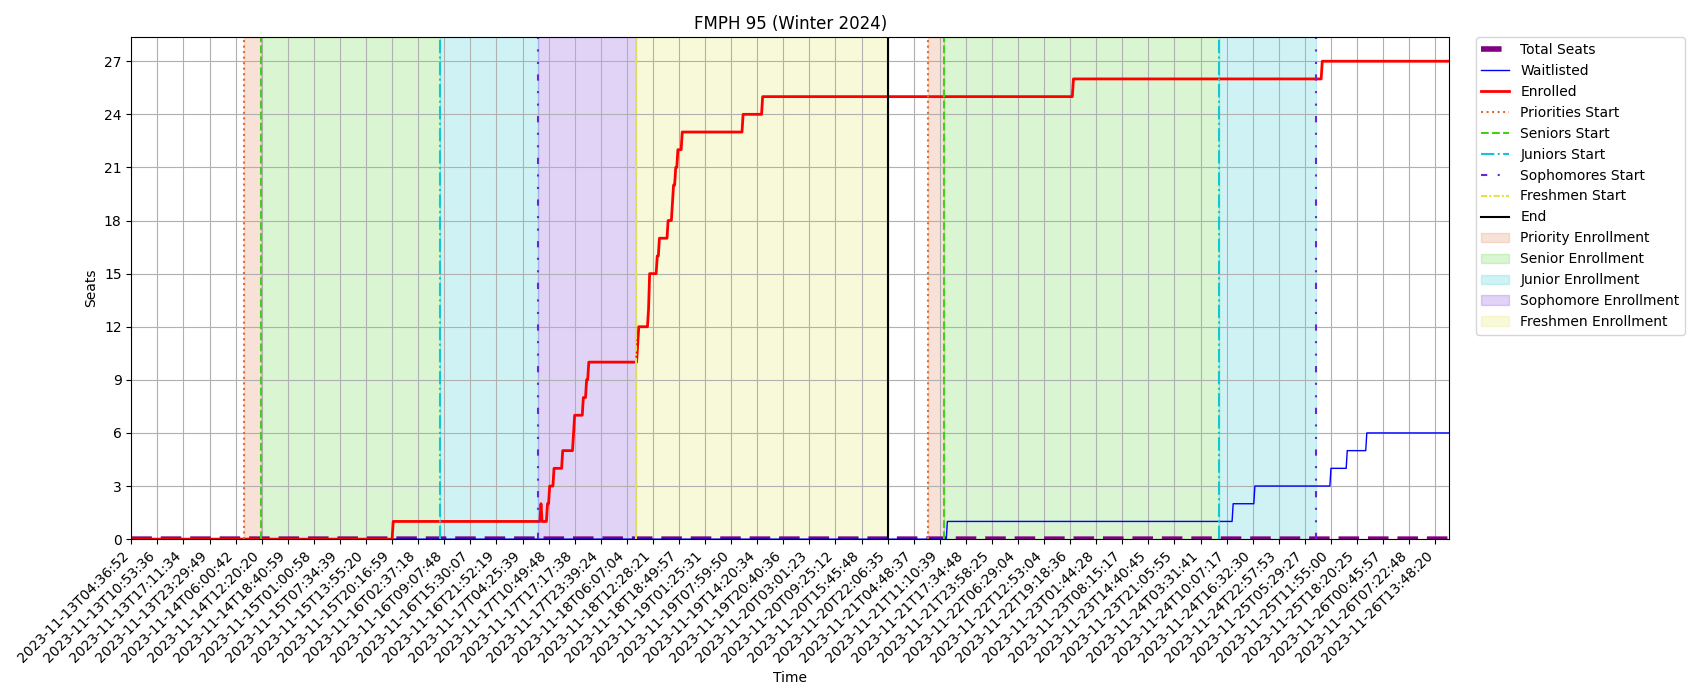 FMPH 95 (Winter 2024)
Seats
27
24
21
18
15
12
9
6
3
0
2023-11-13T04:36:52
2023-11-13T10:53:36
2023-11-13T17:11:34
2023-11-13T23:29:49
2023-11-14T06:00:42
2023-11-14T12:20:20
2023-11-14T18:40:59
2023-11-15T01:00:58
2023-11-15T07:34:39
2023-11-15T13:55:20
2023-11-15T20:16:59
2023-11-16T02:37:18
2023-11-16T09:07:48
2023-11-16T15:30:07
2023-11-16T21:52:19
2023-11-17T04:25:39
2023-11-17T10:49:48
2023-11-17T17:17:38
2023-11-17T23:39:24
2023-11-18T06:07:04
2023-11-18T12:28:21
2023-11-18T18:49:57
2023-11-19T01:25:31
2023-11-19T07:59:50
2023-11-19T14:20:34
2023-11-19T20:40:36
2023-11-20T03:01:23
2023-11-20T09:25:12
2023-11-20T15:45:48
2023-11-20T22:06:35
2023-11-21T04:48:37
2023-11-21T11:10:39
2023-11-21T17:34:48
2023-11-21T23:58:25
2023-11-22T06:29:04
2023-11-22T12:53:04
2023-11-22T19:18:36
2023-11-23T01:44:28
2023-11-23T08:15:17
2023-11-23T14:40:45
2023-11-23T21:05:55
2023-11-24T03:31:41
2023-11-24T10:07:17
2023-11-24T16:32:30
2023-11-24T22:57:53
2023-11-25T05:29:27
2023-11-25T11:55:00
2023-11-25T18:20:25
2023-11-26T00:45:57
2023-11-26T07:22:48
2023-11-26T13:48:20
Time
Total Seats
Waitlisted
Enrolled
Priorities Start
Seniors Start
Juniors Start
Sophomores Start
Freshmen Start
End
Priority Enrollment
Senior Enrollment
Junior Enrollment
Sophomore Enrollment
Freshmen Enrollment